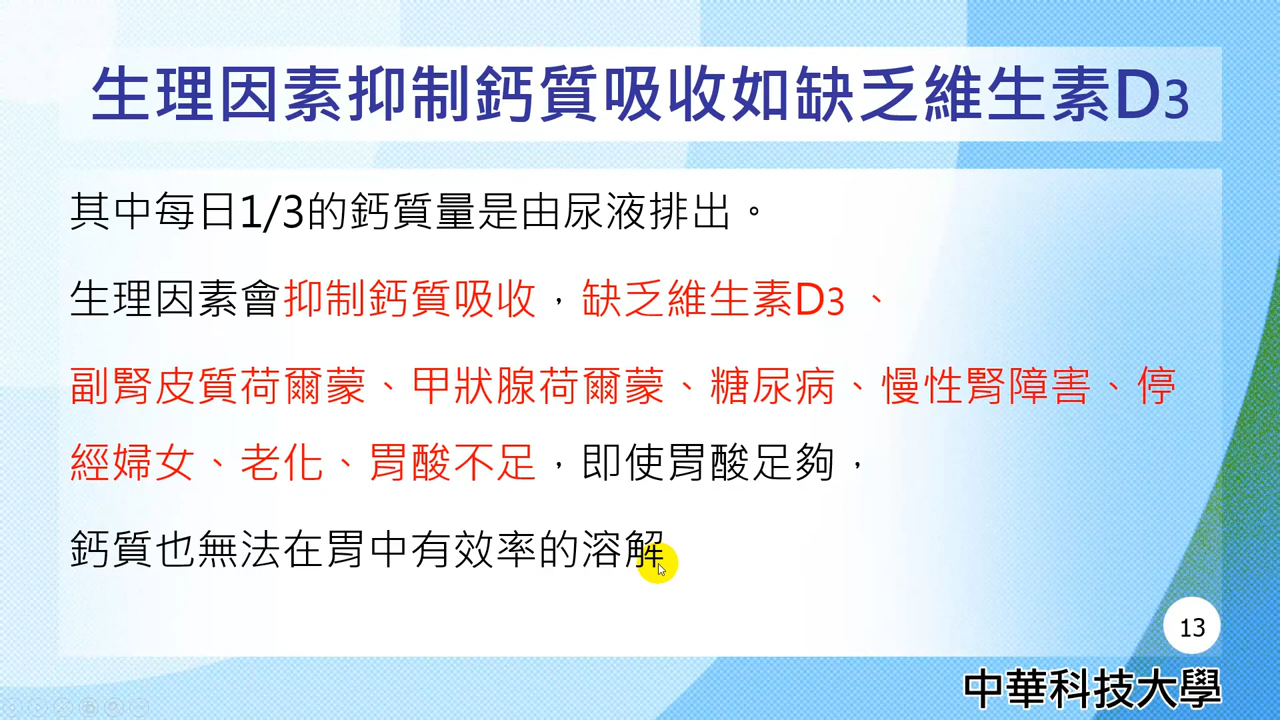 生理因素抑制鈣質吸收如缺乏維生素D3
其中每日1/3的鈣質量是由尿液排出。
生理因素會抑制鈣質吸收，缺乏維生素D3 、
副腎皮質荷爾蒙、甲狀腺荷爾蒙、糖尿病、慢性腎障害、停
經婦女、老化、胃酸不足，即使胃酸足夠，
鈣質也無法在胃中有效率的溶解
13
中華科技大學